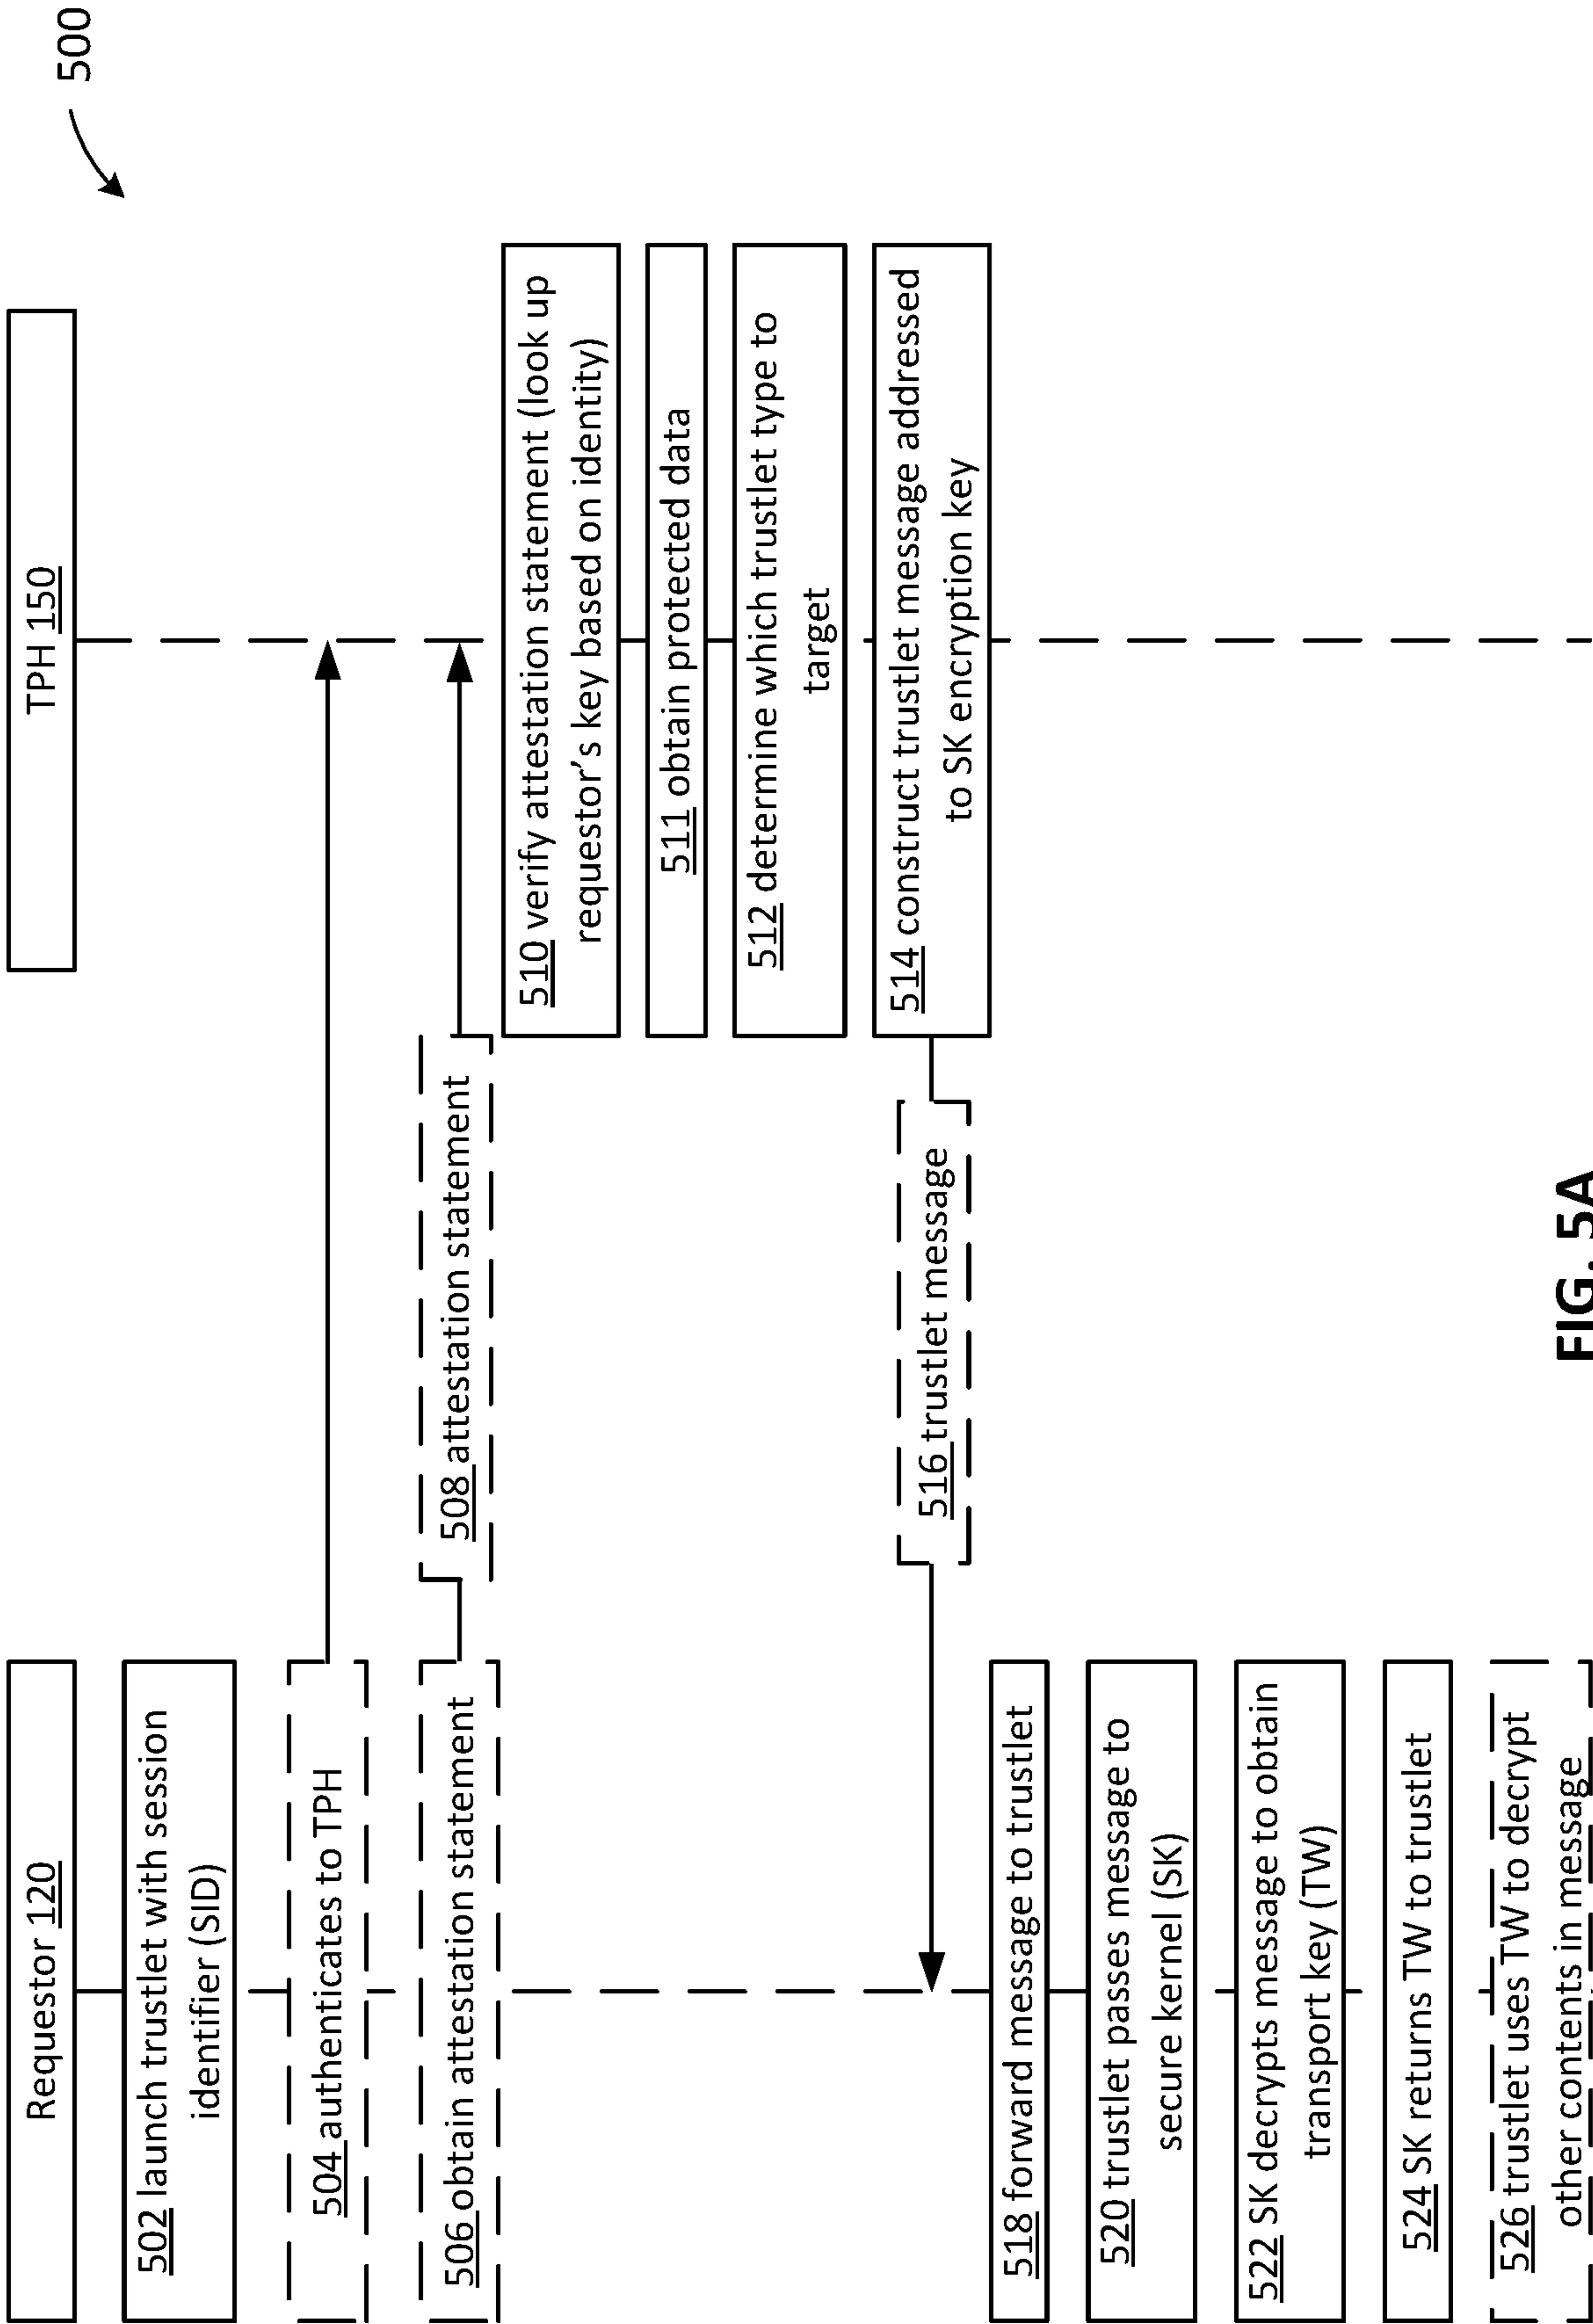 500
Requestor 120
TPH 150
502 launch trustlet with session
identifier (SID)
504 authenticates to TPH
506 obtain attestation statement
508 attestation statement
510 verify attestation statement (look up
requestor's key based on identity)
511 obtain protected data
512 determine which trustlet type to
target
514 construct trustlet message addressed
to SK encryption key
516 trustlet message
518 forward message to trustlet
520 trustlet passes message to
secure kernel (SK)
522 SK decrypts message to obtain
transport key (TW)
524 SK returns TW to trustlet
526 trustlet uses TW to decrypt
other contents in message
FIG. 5A